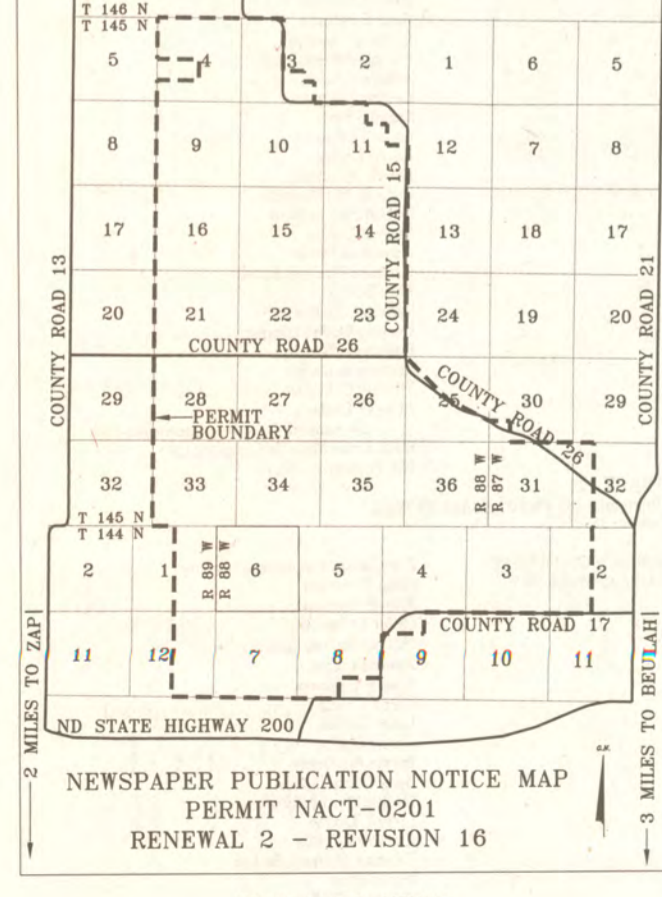 T 146 N
T 145 N
5 4 3 2 1 6 5
8 9 10 11 12 7 8
17 16 15 14 13 18 17
COUNTY ROAD 13
COUNTY ROAD 15
COUNTY ROAD 21
20 21 22 23 24 19 20
COUNTY ROAD 26
29 28 27 26 25 30 29
COUNTY ROAD 26
PERMIT
BOUNDARY
32 33 34 35 36 31 32
R 88 W
R 87 W
T 145 N
T 144 N
2 1 6 5 4 3 2
R 89 W
R 88 W
COUNTY ROAD 17
11 12 7 8 9 10 11
ND STATE HIGHWAY 200
2 MILES TO ZAP
3 MILES TO BEULAH
G.N.
NEWSPAPER PUBLICATION NOTICE MAP
PERMIT NACT-0201
RENEWAL 2 - REVISION 16